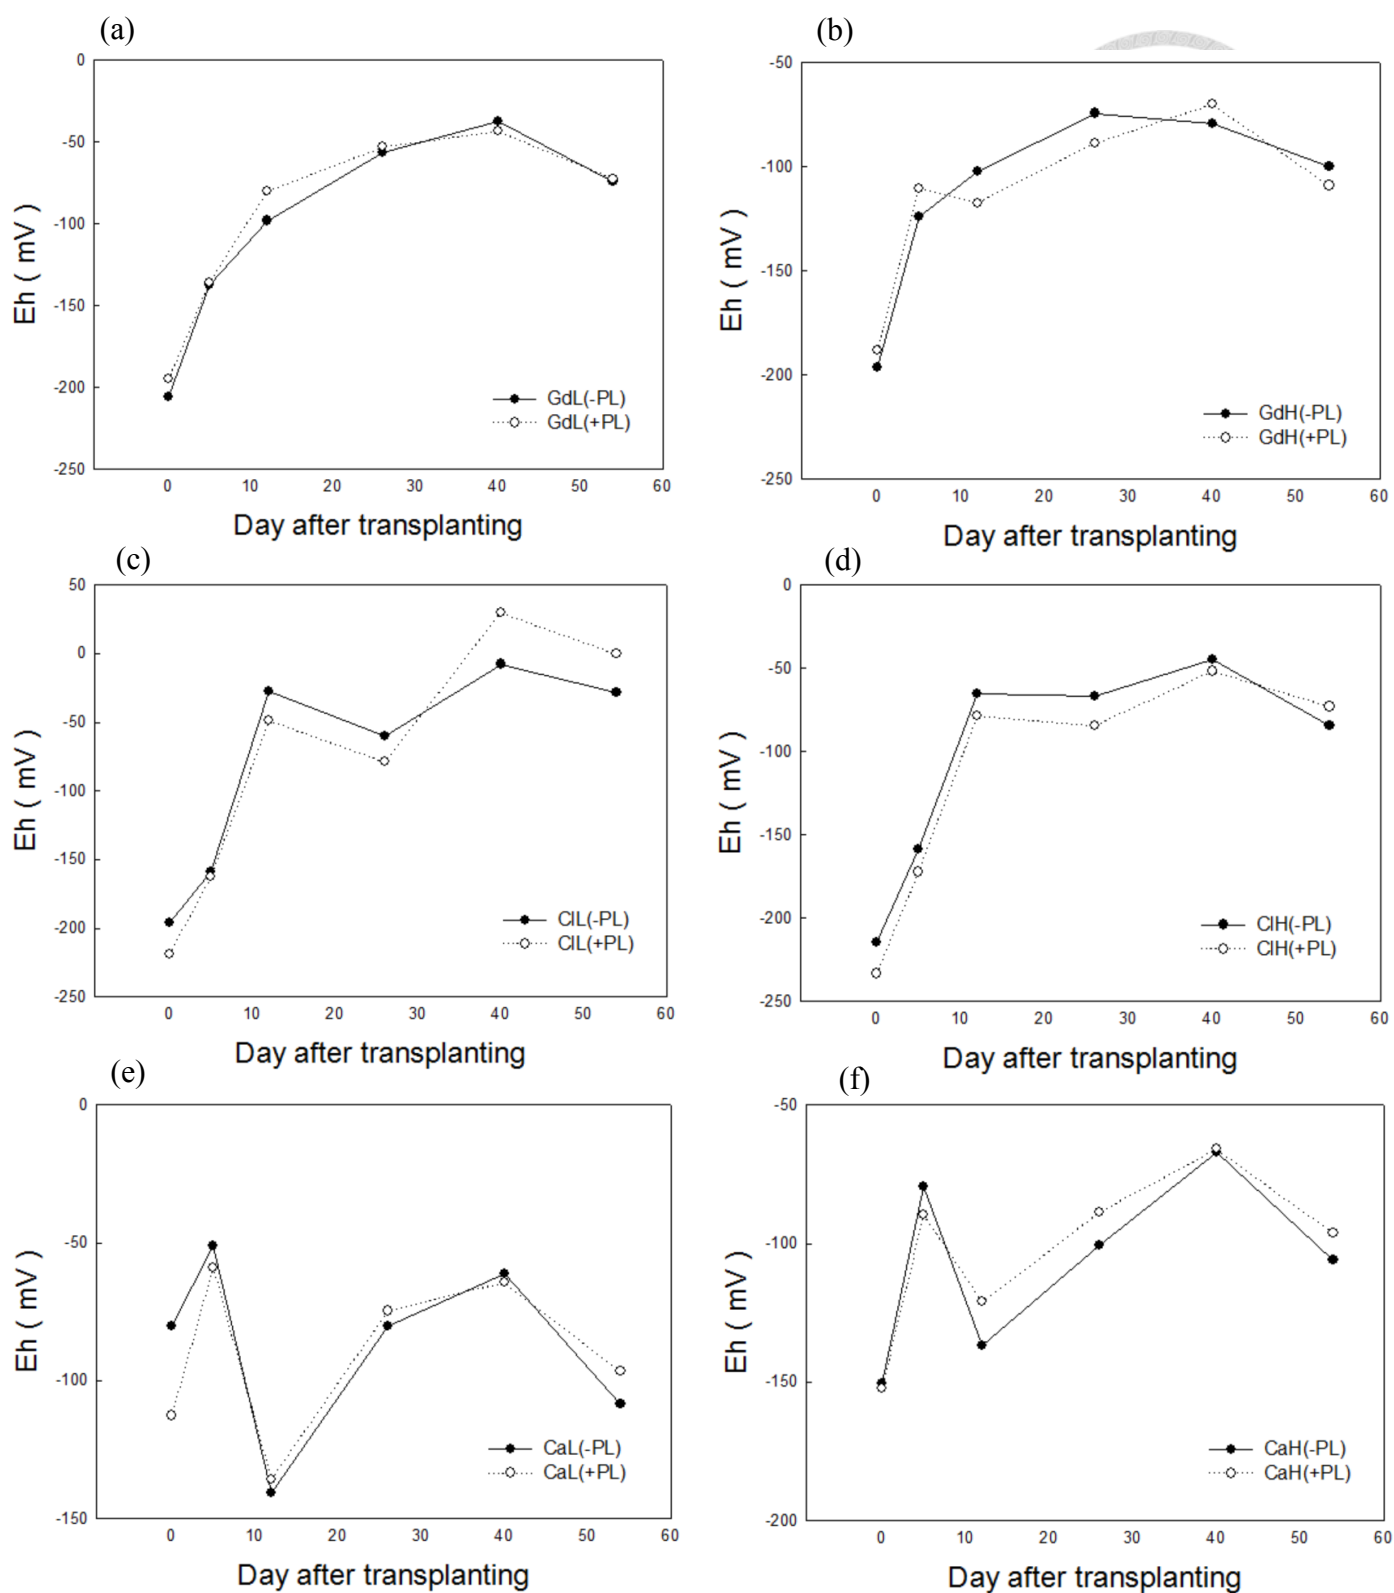 (a)
0
-50
-100
-150
-200
-250
Eh ( mV )
GdL(-PL)
GdL(+PL)
0 10 20 30 40 50 60
Day after transplanting
(b)
-50
-100
-150
-200
-250
Eh ( mV )
GdH(-PL)
GdH(+PL)
0 10 20 30 40 50 60
Day after transplanting
(c)
50
0
-50
-100
-150
-200
-250
Eh ( mV )
ClL(-PL)
ClL(+PL)
0 10 20 30 40 50 60
Day after transplanting
(d)
0
-50
-100
-150
-200
-250
Eh ( mV )
ClH(-PL)
ClH(+PL)
0 10 20 30 40 50 60
Day after transplanting
(e)
0
-50
-100
-150
Eh ( mV )
CaL(-PL)
CaL(+PL)
0 10 20 30 40 50 60
Day after transplanting
(f)
-50
-100
-150
-200
Eh ( mV )
CaH(-PL)
CaH(+PL)
0 10 20 30 40 50 60
Day after transplanting